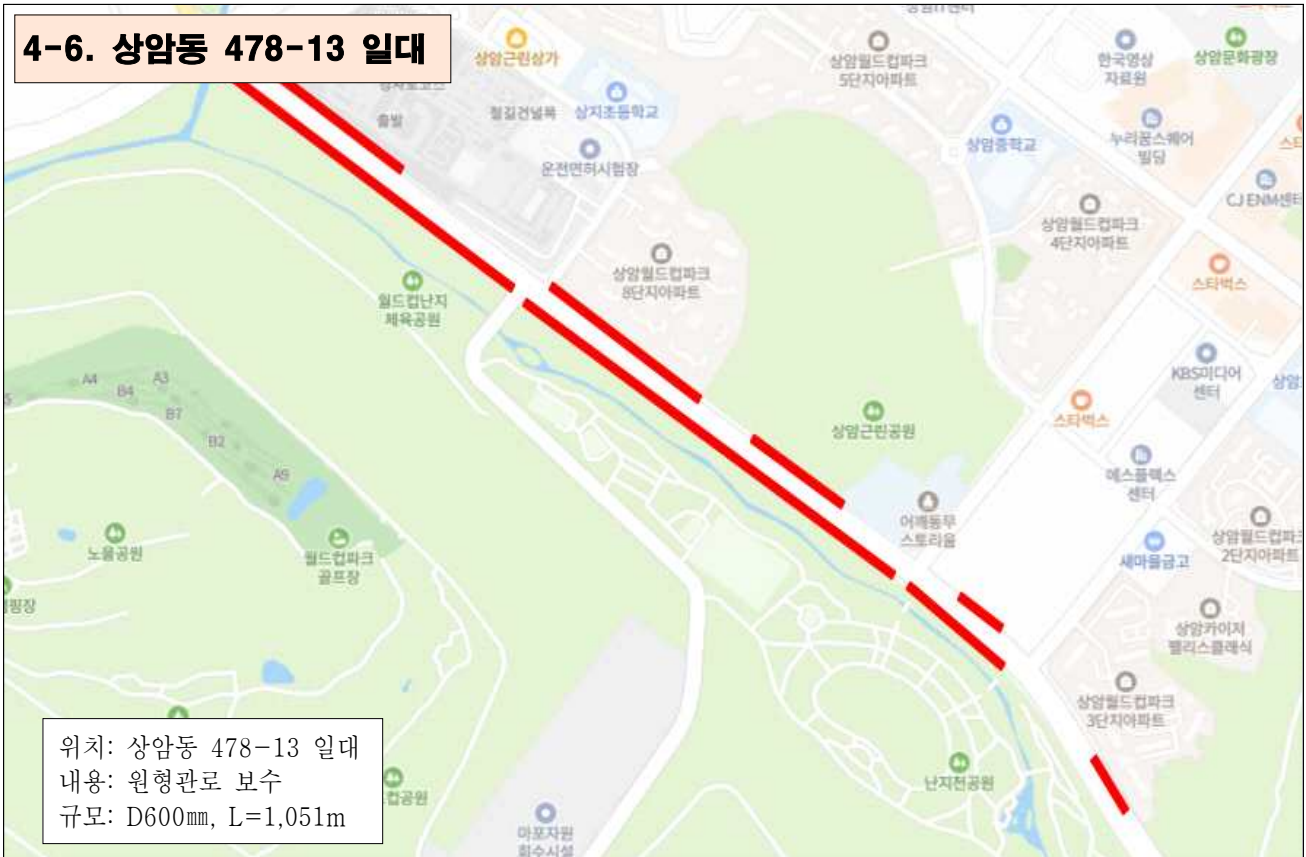 4-6. 상암동 478-13 일대
상암근린상가
상암월드컵파크
5단지아파트
한국영상
자료원
상암문화광장
출발
철길건널목
상지초등학교
운전면허시험장
상암중학교
누리꿈스퀘어
빌딩
CJ ENM센터
상암월드컵파크
4단지아파트
스타벅스
월드컵난지
체육공원
상암월드컵파크
8단지아파트
KBS미디어
센터
A4
A3
B4
B7
B2
A9
상암근린공원
스타벅스
에스플렉스
센터
어깨동무
스토리움
새마을금고
상암월드컵파크
2단지아파트
노을공원
월드컵파크
골프장
상암카이저
팰리스클래식
상암월드컵파크
3단지아파트
난지천공원
마포자원
회수시설
위치: 상암동 478-13 일대
내용: 원형관로 보수
규모: D600㎜, L=1,051m